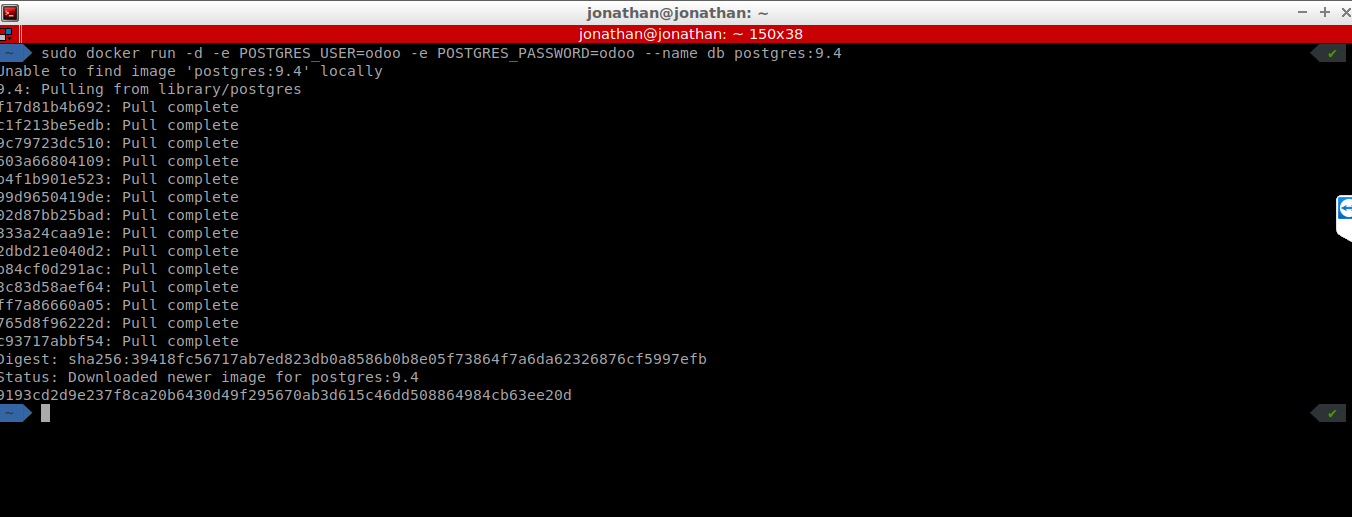 jonathan@jonathan: ~
jonathan@jonathan: ~ 150x38
~ sudo docker run -d -e POSTGRES_USER=odoo -e POSTGRES_PASSWORD=odoo --name db postgres:9.4 ✔
Unable to find image 'postgres:9.4' locally
9.4: Pulling from library/postgres
f17d81b4b692: Pull complete
c1f213be5edb: Pull complete
9c79723dc510: Pull complete
603a66804109: Pull complete
b4f1b901e523: Pull complete
99d9650419de: Pull complete
02d87bb25bad: Pull complete
333a24caa91e: Pull complete
2dbd21e040d2: Pull complete
b84cf0d291ac: Pull complete
3c83d58aef64: Pull complete
ff7a86660a05: Pull complete
765d8f96222d: Pull complete
c93717abbf54: Pull complete
Digest: sha256:39418fc56717ab7ed823db0a8586b0b8e05f73864f7a6da62326876cf5997efb
Status: Downloaded newer image for postgres:9.4
9193cd2d9e237f8ca20b6430d49f295670ab3d615c46dd508864984cb63ee20d
~ ✔